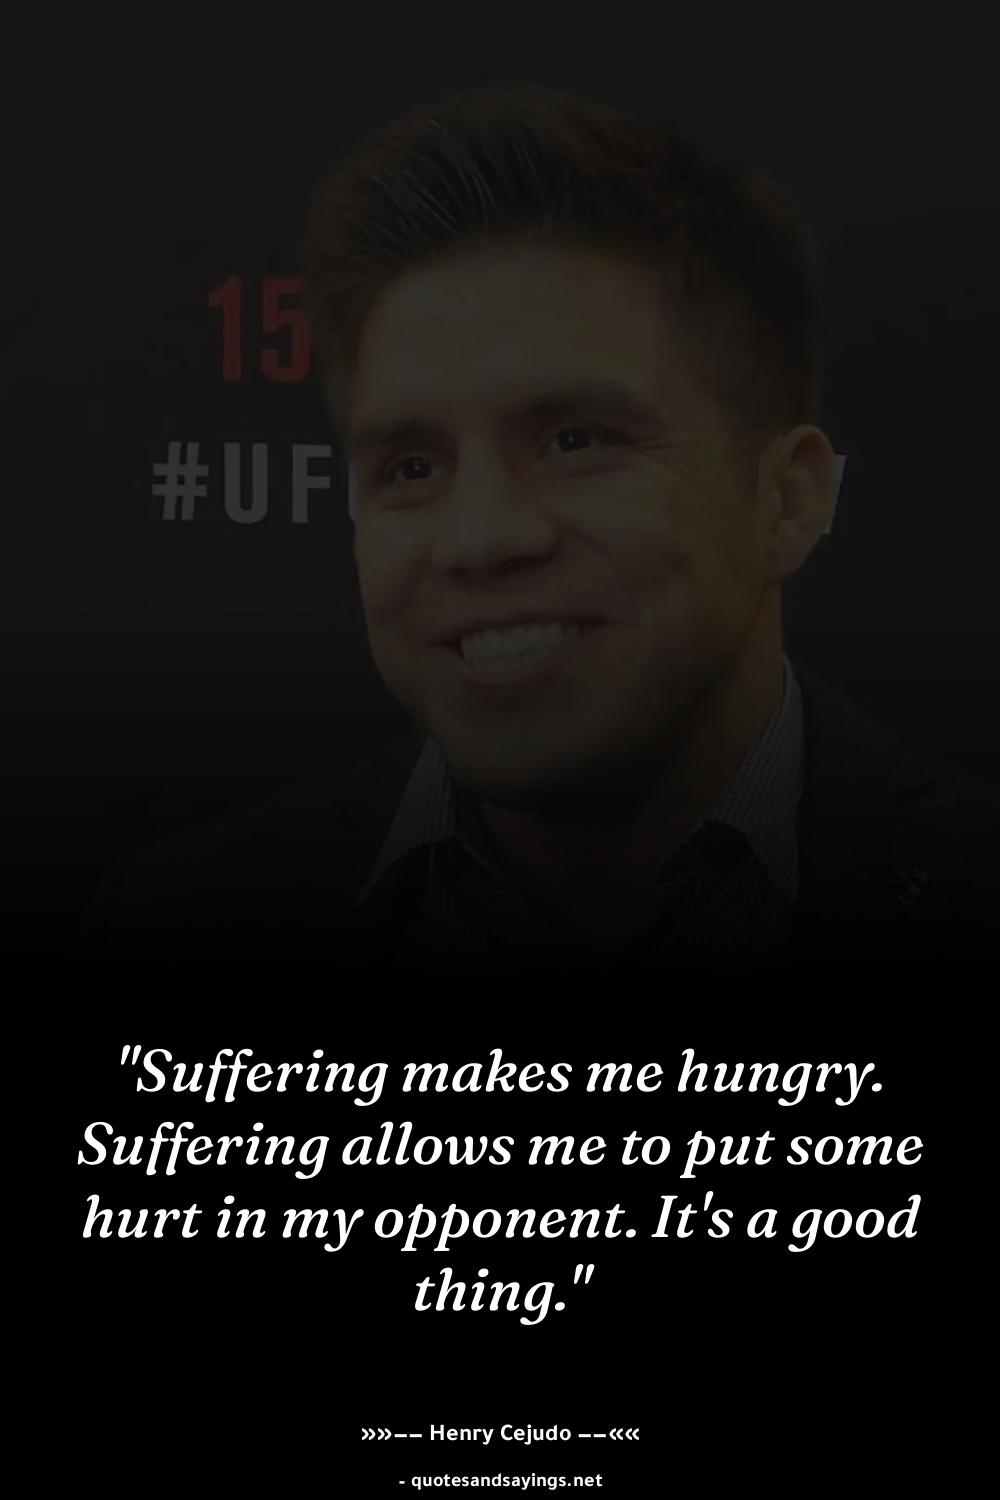 15
#UF
"Suffering makes me hungry.
Suffering allows me to put some
hurt in my opponent. It's a good
thing."
»»—— Henry Cejudo ——««
- quotesandsayings.net